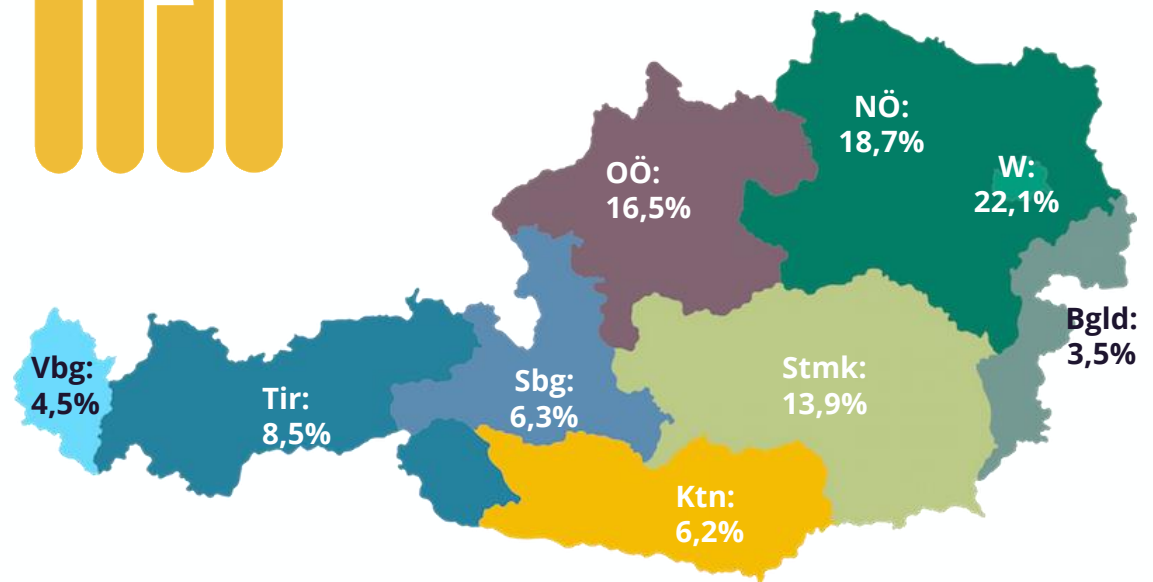 NÖ:
18,7%
OÖ:
16,5%
W:
22,1%
Bgld:
3,5%
Vbg:
4,5%
Tir:
8,5%
Sbg:
6,3%
Stmk:
13,9%
Ktn:
6,2%